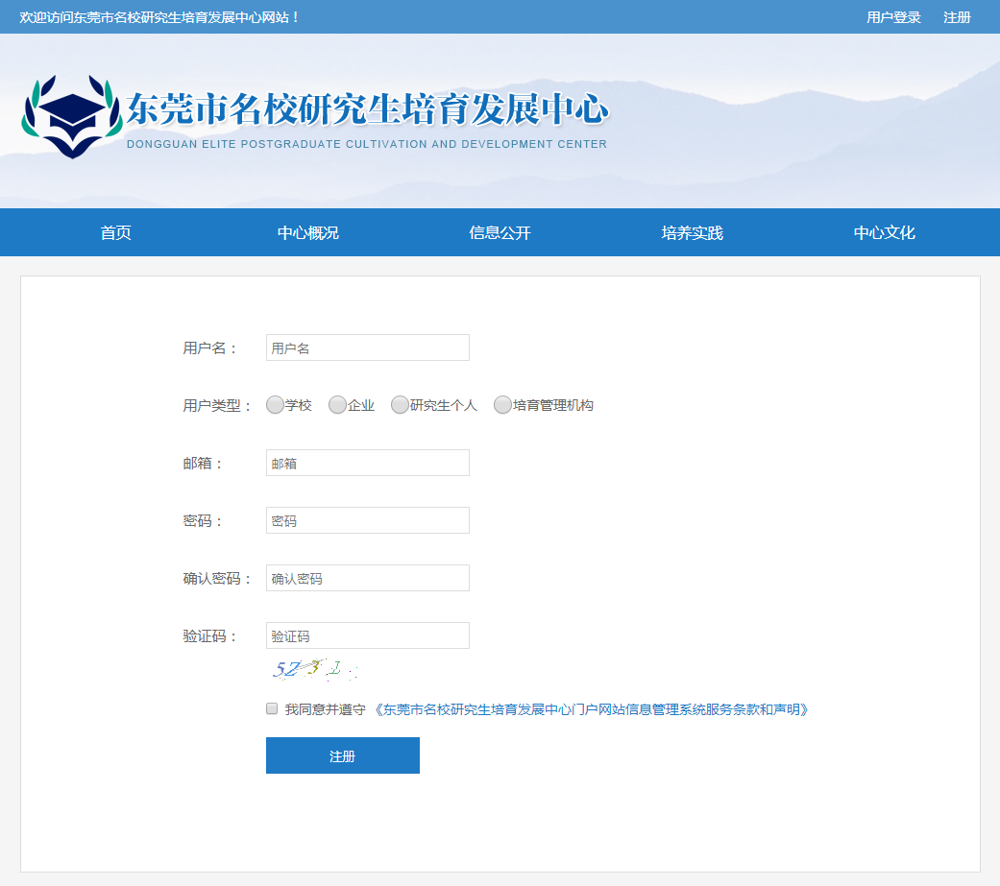 欢迎访问东莞市名校研究生培育发展中心网站！
用户登录 注册
东莞市名校研究生培育发展中心
DONGGUAN ELITE POSTGRADUATE CULTIVATION AND DEVELOPMENT CENTER
首页 中心概况 信息公开 培养实践 中心文化
用户名： 用户名
用户类型： 学校 企业 研究生个人 培育管理机构
邮箱： 邮箱
密码： 密码
确认密码： 确认密码
验证码： 验证码
5Z31
我同意并遵守 《东莞市名校研究生培育发展中心门户网站信息管理系统服务条款和声明》
注册